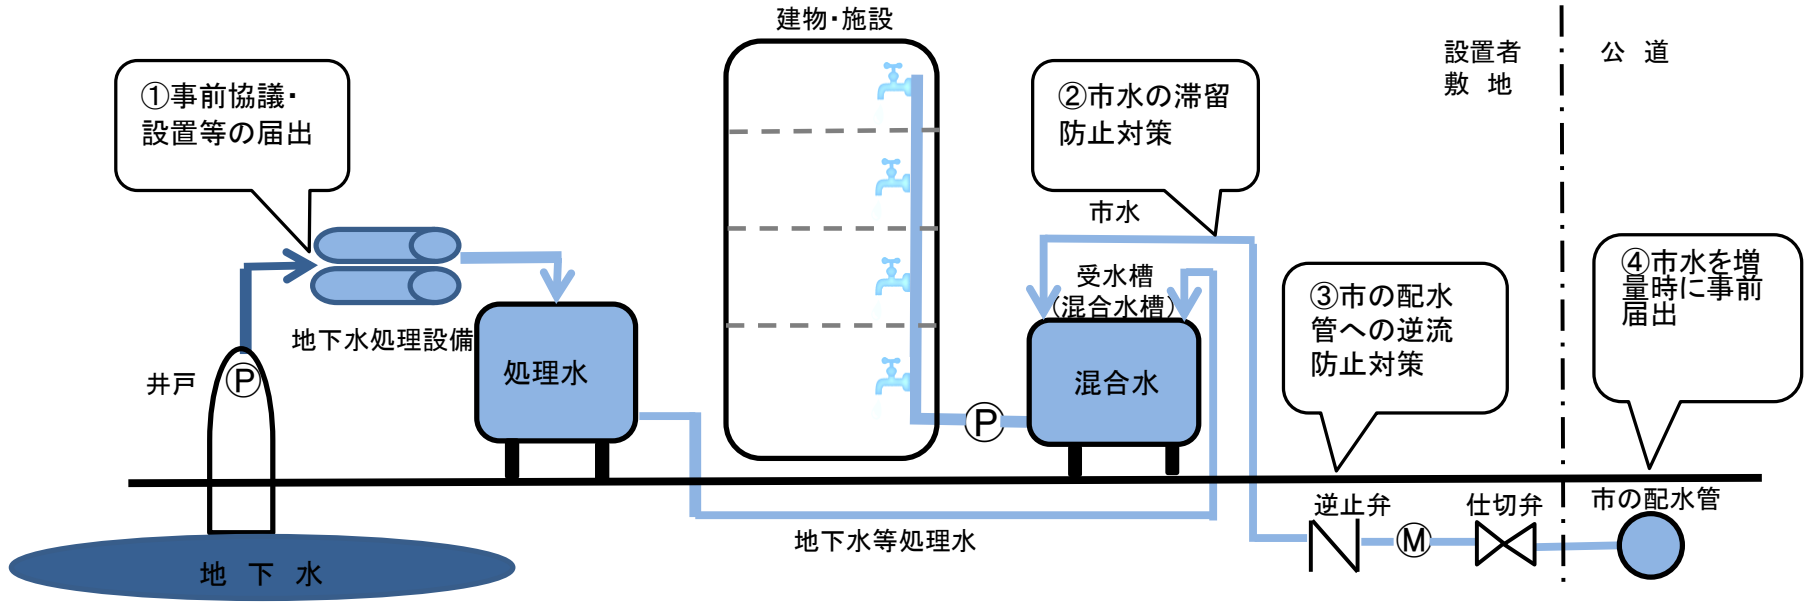 建物・施設
設置者
敷 地
公 道
①事前協議・
設置等の届出
②市水の滞留
防止対策
市水
受水槽
（混合水槽）
③市の配水
管への逆流
防止対策
④市水を増
量時に事前
届出
地下水処理設備
処理水
混合水
井戸
P
P
逆止弁
仕切弁
市の配水管
M
地下水等処理水
地 下 水